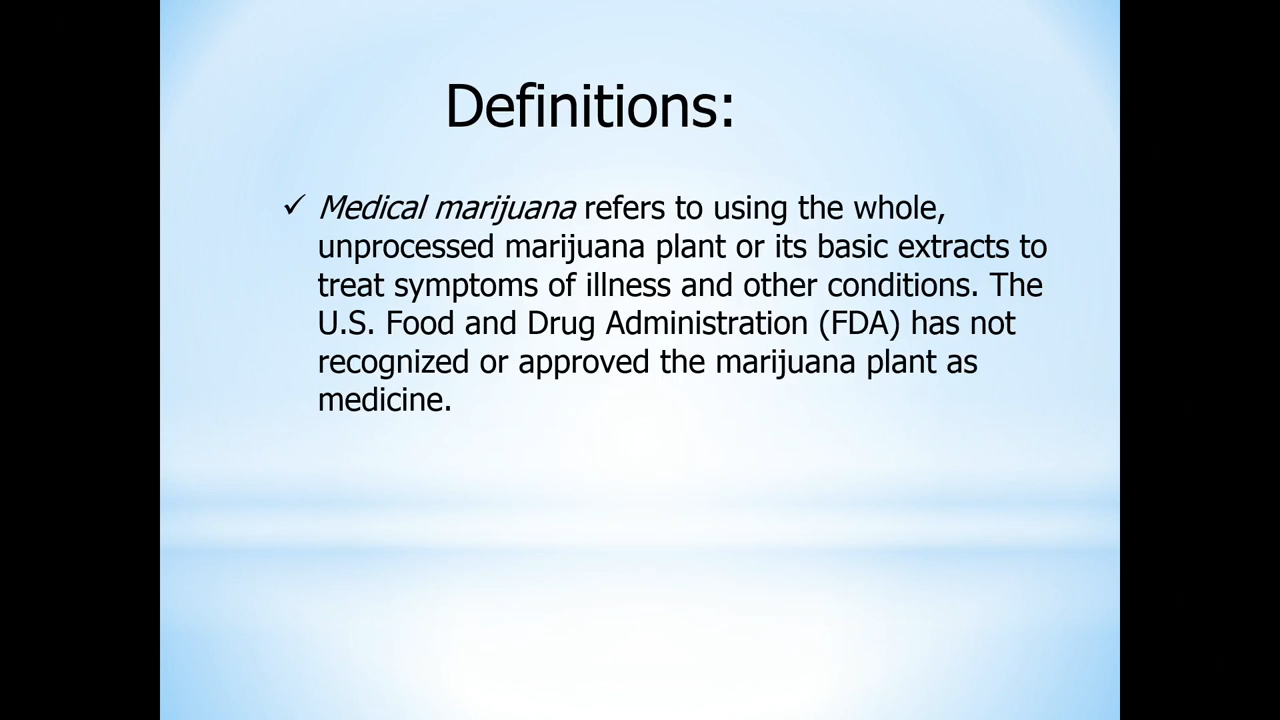 Definitions:
✓ Medical marijuana refers to using the whole,
unprocessed marijuana plant or its basic extracts to
treat symptoms of illness and other conditions. The
U.S. Food and Drug Administration (FDA) has not
recognized or approved the marijuana plant as
medicine.